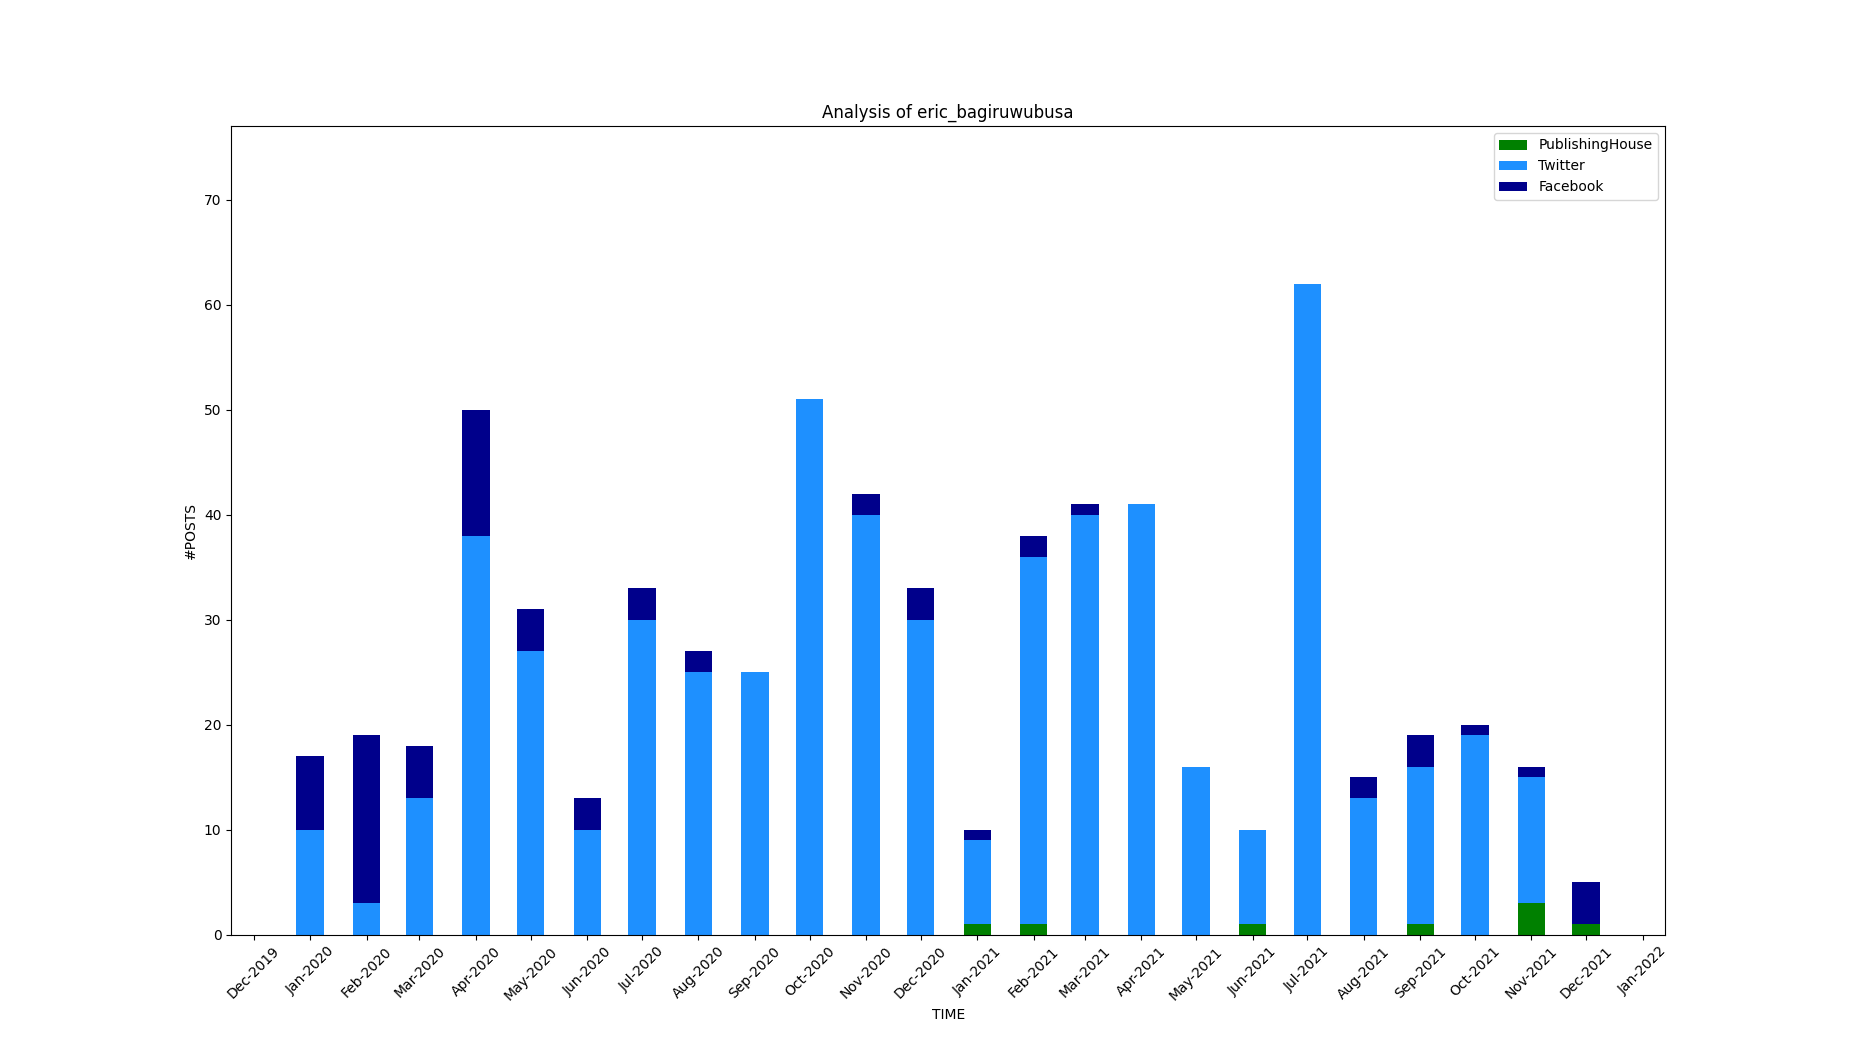 Analysis of eric_bagiruwubusa
PublishingHouse
Twitter
Facebook
70
60
50
40
30
20
10
0
#POSTS
Dec-2019
Jan-2020
Feb-2020
Mar-2020
Apr-2020
May-2020
Jun-2020
Jul-2020
Aug-2020
Sep-2020
Oct-2020
Nov-2020
Dec-2020
Jan-2021
Feb-2021
Mar-2021
Apr-2021
May-2021
Jun-2021
Jul-2021
Aug-2021
Sep-2021
Oct-2021
Nov-2021
Dec-2021
Jan-2022
TIME